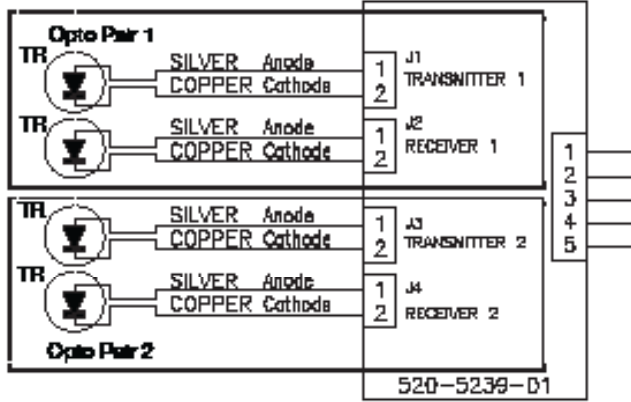 Opto Pair 1
TR
SILVER Anode
COPPER Cathode
1
2
J1
TRANSMITTER 1
TR
SILVER Anode
COPPER Cathode
1
2
J2
RECEIVER 1
1
2
3
4
5
TR
SILVER Anode
COPPER Cathode
1
2
J3
TRANSMITTER 2
TR
SILVER Anode
COPPER Cathode
1
2
J4
RECEIVER 2
Opto Pair 2
520-5239-01